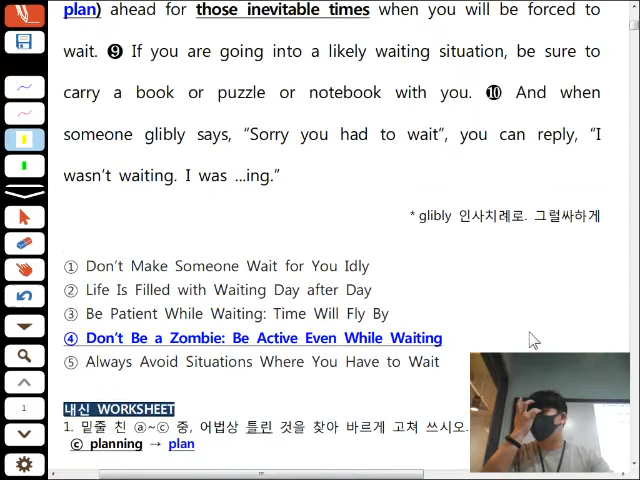 plan) ahead for those inevitable times when you will be forced to
wait. ❾ If you are going into a likely waiting situation, be sure to
carry a book or puzzle or notebook with you. ❿ And when
someone glibly says, “Sorry you had to wait”, you can reply, “I
wasn’t waiting. I was ...ing.”
* glibly 인사치레로. 그럴싸하게
① Don’t Make Someone Wait for You Idly
② Life Is Filled with Waiting Day after Day
③ Be Patient While Waiting: Time Will Fly By
④ Don’t Be a Zombie: Be Active Even While Waiting
⑤ Always Avoid Situations Where You Have to Wait
내신 WORKSHEET
1. 밑줄 친 ⓐ~ⓒ 중, 어법상 틀린 것을 찾아 바르게 고쳐 쓰시오.
ⓒ planning → plan
1